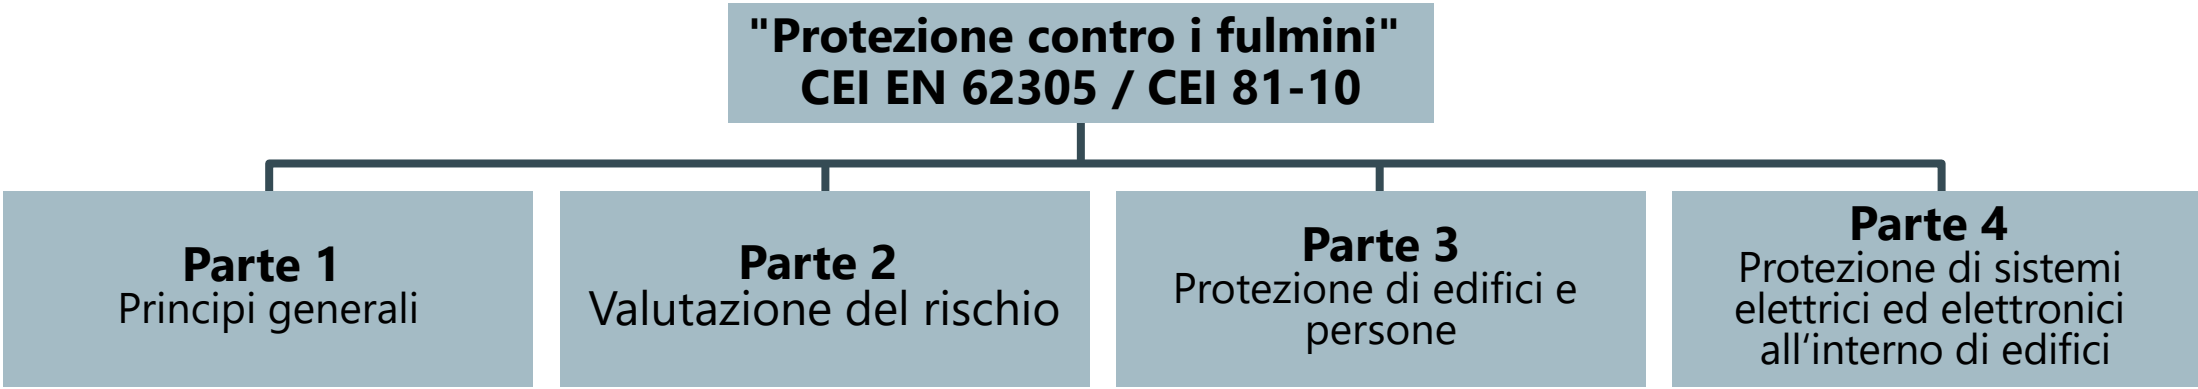 "Protezione contro i fulmini"
CEI EN 62305 / CEI 81-10
Parte 1
Principi generali
Parte 2
Valutazione del rischio
Parte 3
Protezione di edifici e
persone
Parte 4
Protezione di sistemi
elettrici ed elettronici
all‘interno di edifici